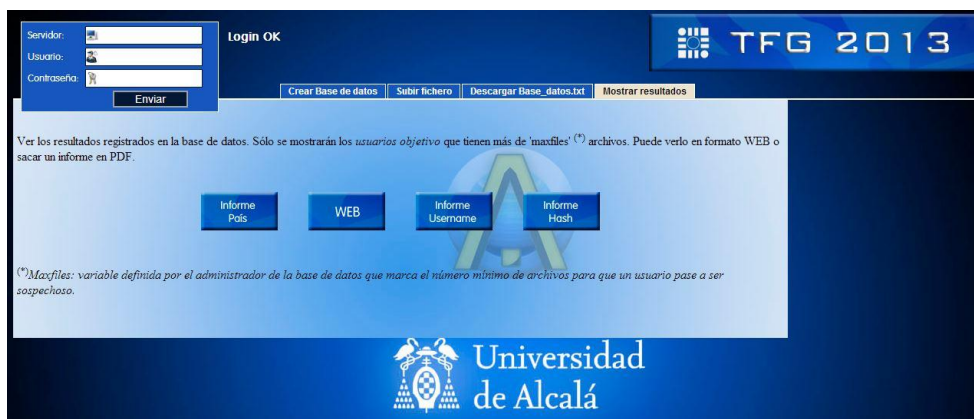 Servidor:
Login OK
Usuario:
Contraseña:
Enviar
TFG 2013
Crear Base de datos
Subir fichero
Descargar Base_datos.txt
Mostrar resultados
Ver los resultados registrados en la base de datos. Sólo se mostrarán los usuarios objetivo que tienen más de 'maxfiles' (*) archivos. Puede verlo en formato WEB o
sacar un informe en PDF.
Informe
País
WEB
Informe
Username
Informe
Hash
(*)Maxfiles: variable definida por el administrador de la base de datos que marca el número mínimo de archivos para que un usuario pase a ser
sospechoso.
Universidad
de Alcalá